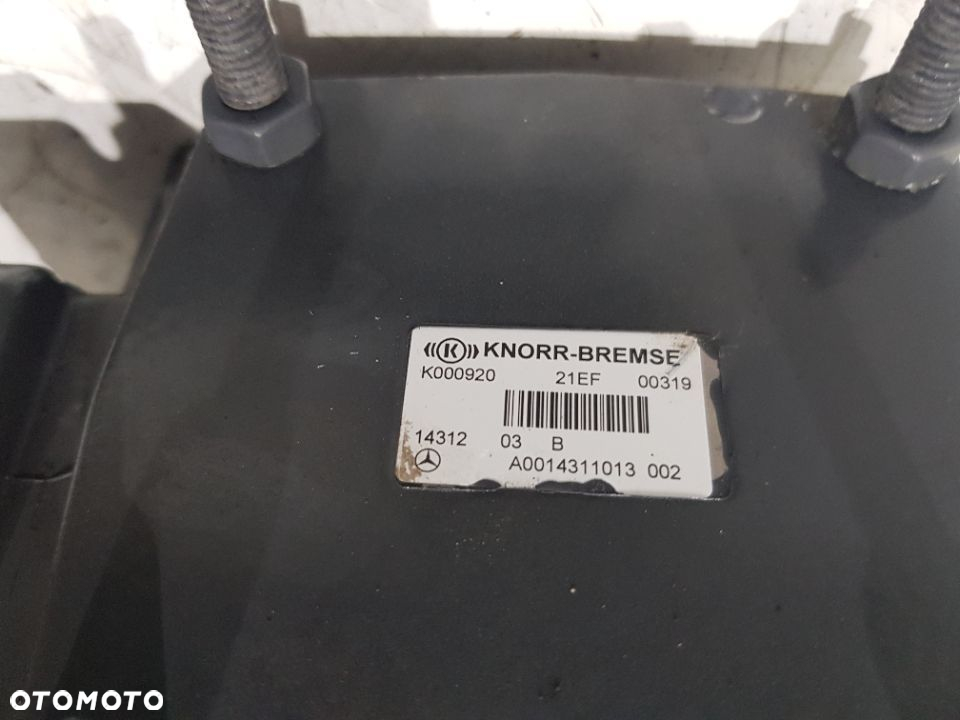 K KNORR-BREMSE
K000920 21EF 00319
14312 03 B
A0014311013 002
OTOMOTO